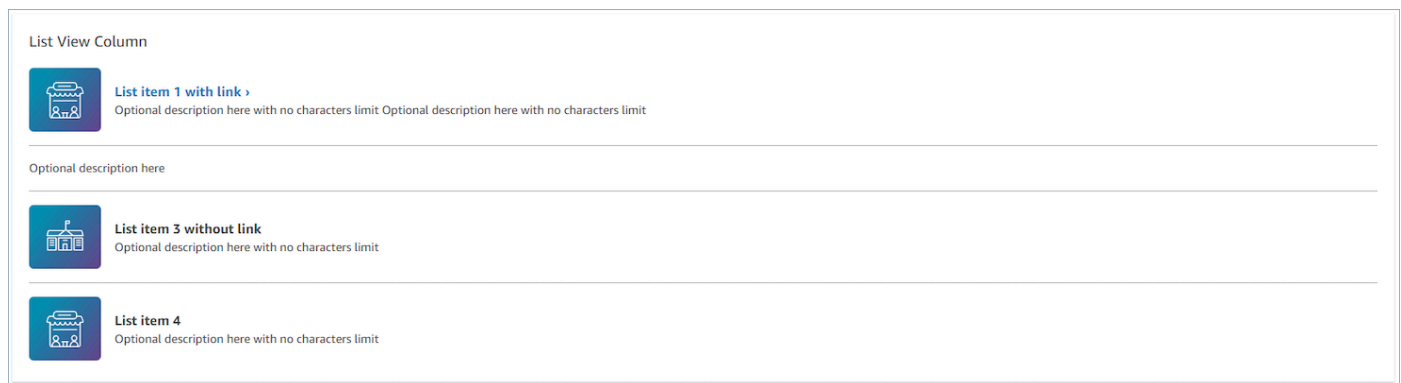 List View Column
List item 1 with link ›
Optional description here with no characters limit Optional description here with no characters limit
Optional description here
List item 3 without link
Optional description here with no characters limit
List item 4
Optional description here with no characters limit